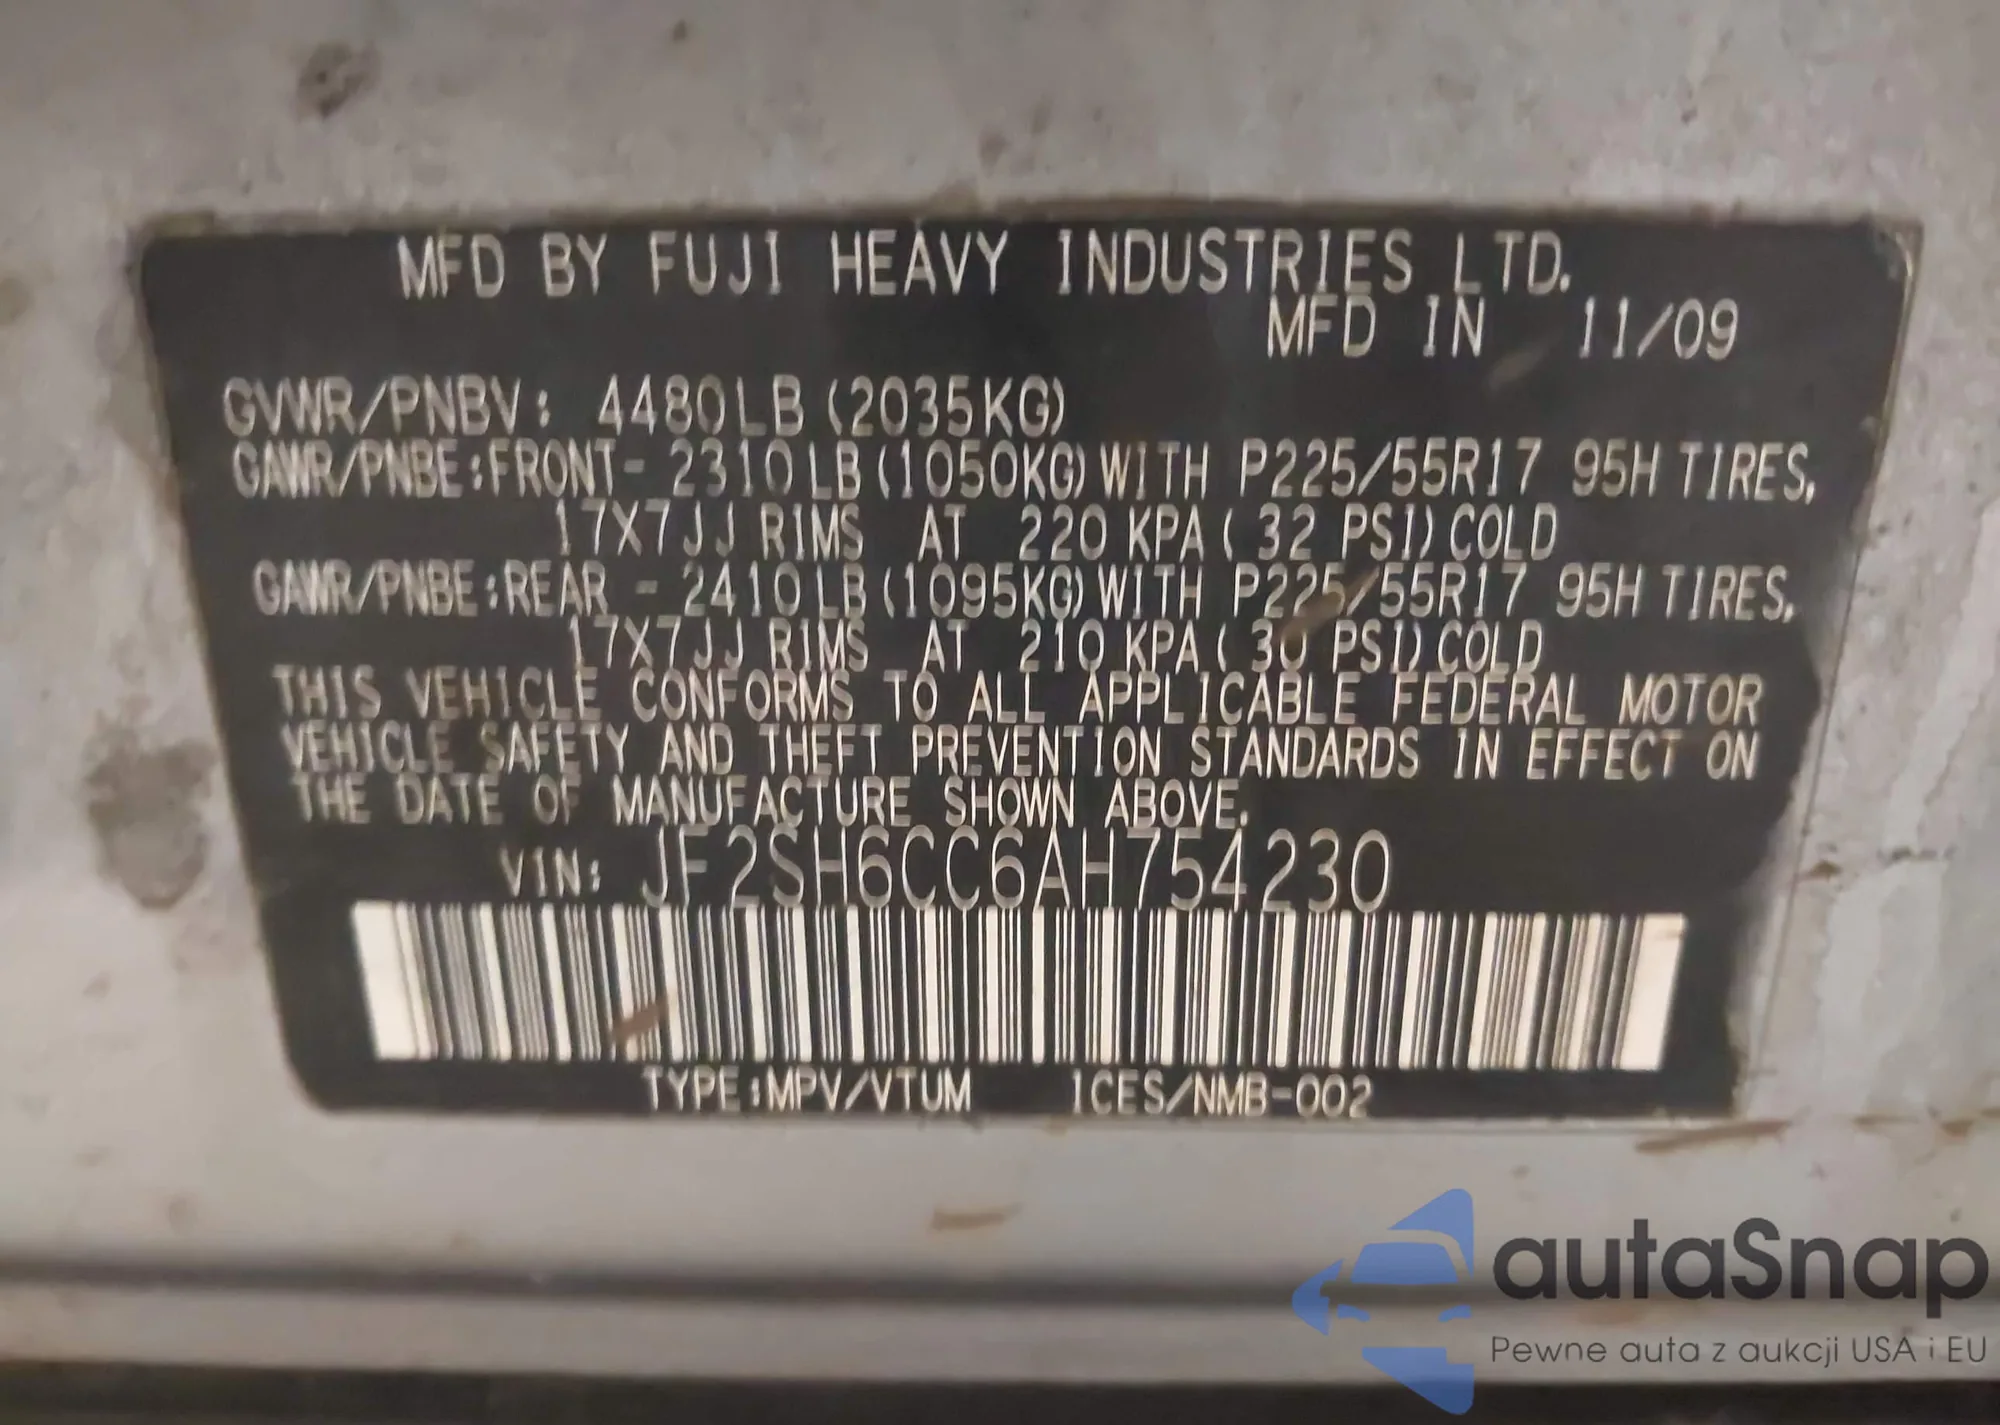 MFD BY FUJI HEAVY INDUSTRIES LTD.
MFD IN 11/09
GVWR/PNBV: 4480LB (2035KG)
GAWR/PNBE:FRONT- 2310LB (1050KG) WITH P225/55R17 95H TIRES,
17X7JJ RIMS AT 220 KPA ( 32 PSI) COLD
GAWR/PNBE:REAR - 2410LB (1095KG) WITH P225/55R17 95H TIRES,
17X7JJ RIMS AT 210 KPA ( 30 PSI) COLD
THIS VEHICLE CONFORMS TO ALL APPLICABLE FEDERAL MOTOR
VEHICLE SAFETY AND THEFT PREVENTION STANDARDS IN EFFECT ON
THE DATE OF MANUFACTURE SHOWN ABOVE.
VIN: JF2SH6CC6AH754230
TYPE:MPV/VTUM ICES/NMB-002
autaSnap
Pewne auta z aukcji USA i EU